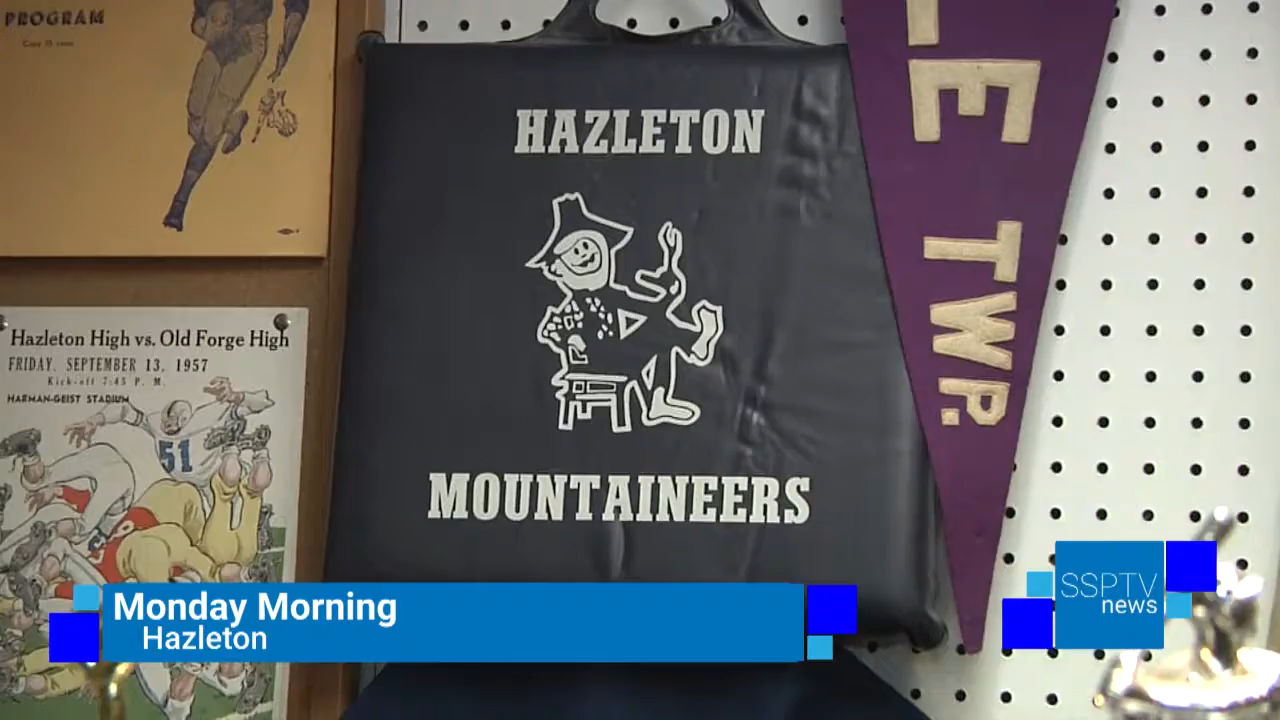 PROGRAM
HAZLETON
MOUNTAINEERS
LE TWP.
Hazleton High vs. Old Forge High
FRIDAY, SEPTEMBER 13, 1957
Kick-off 7:45 P. M.
HARMAN-GEIST STADIUM
51
Monday Morning
Hazleton
SSPTV
news